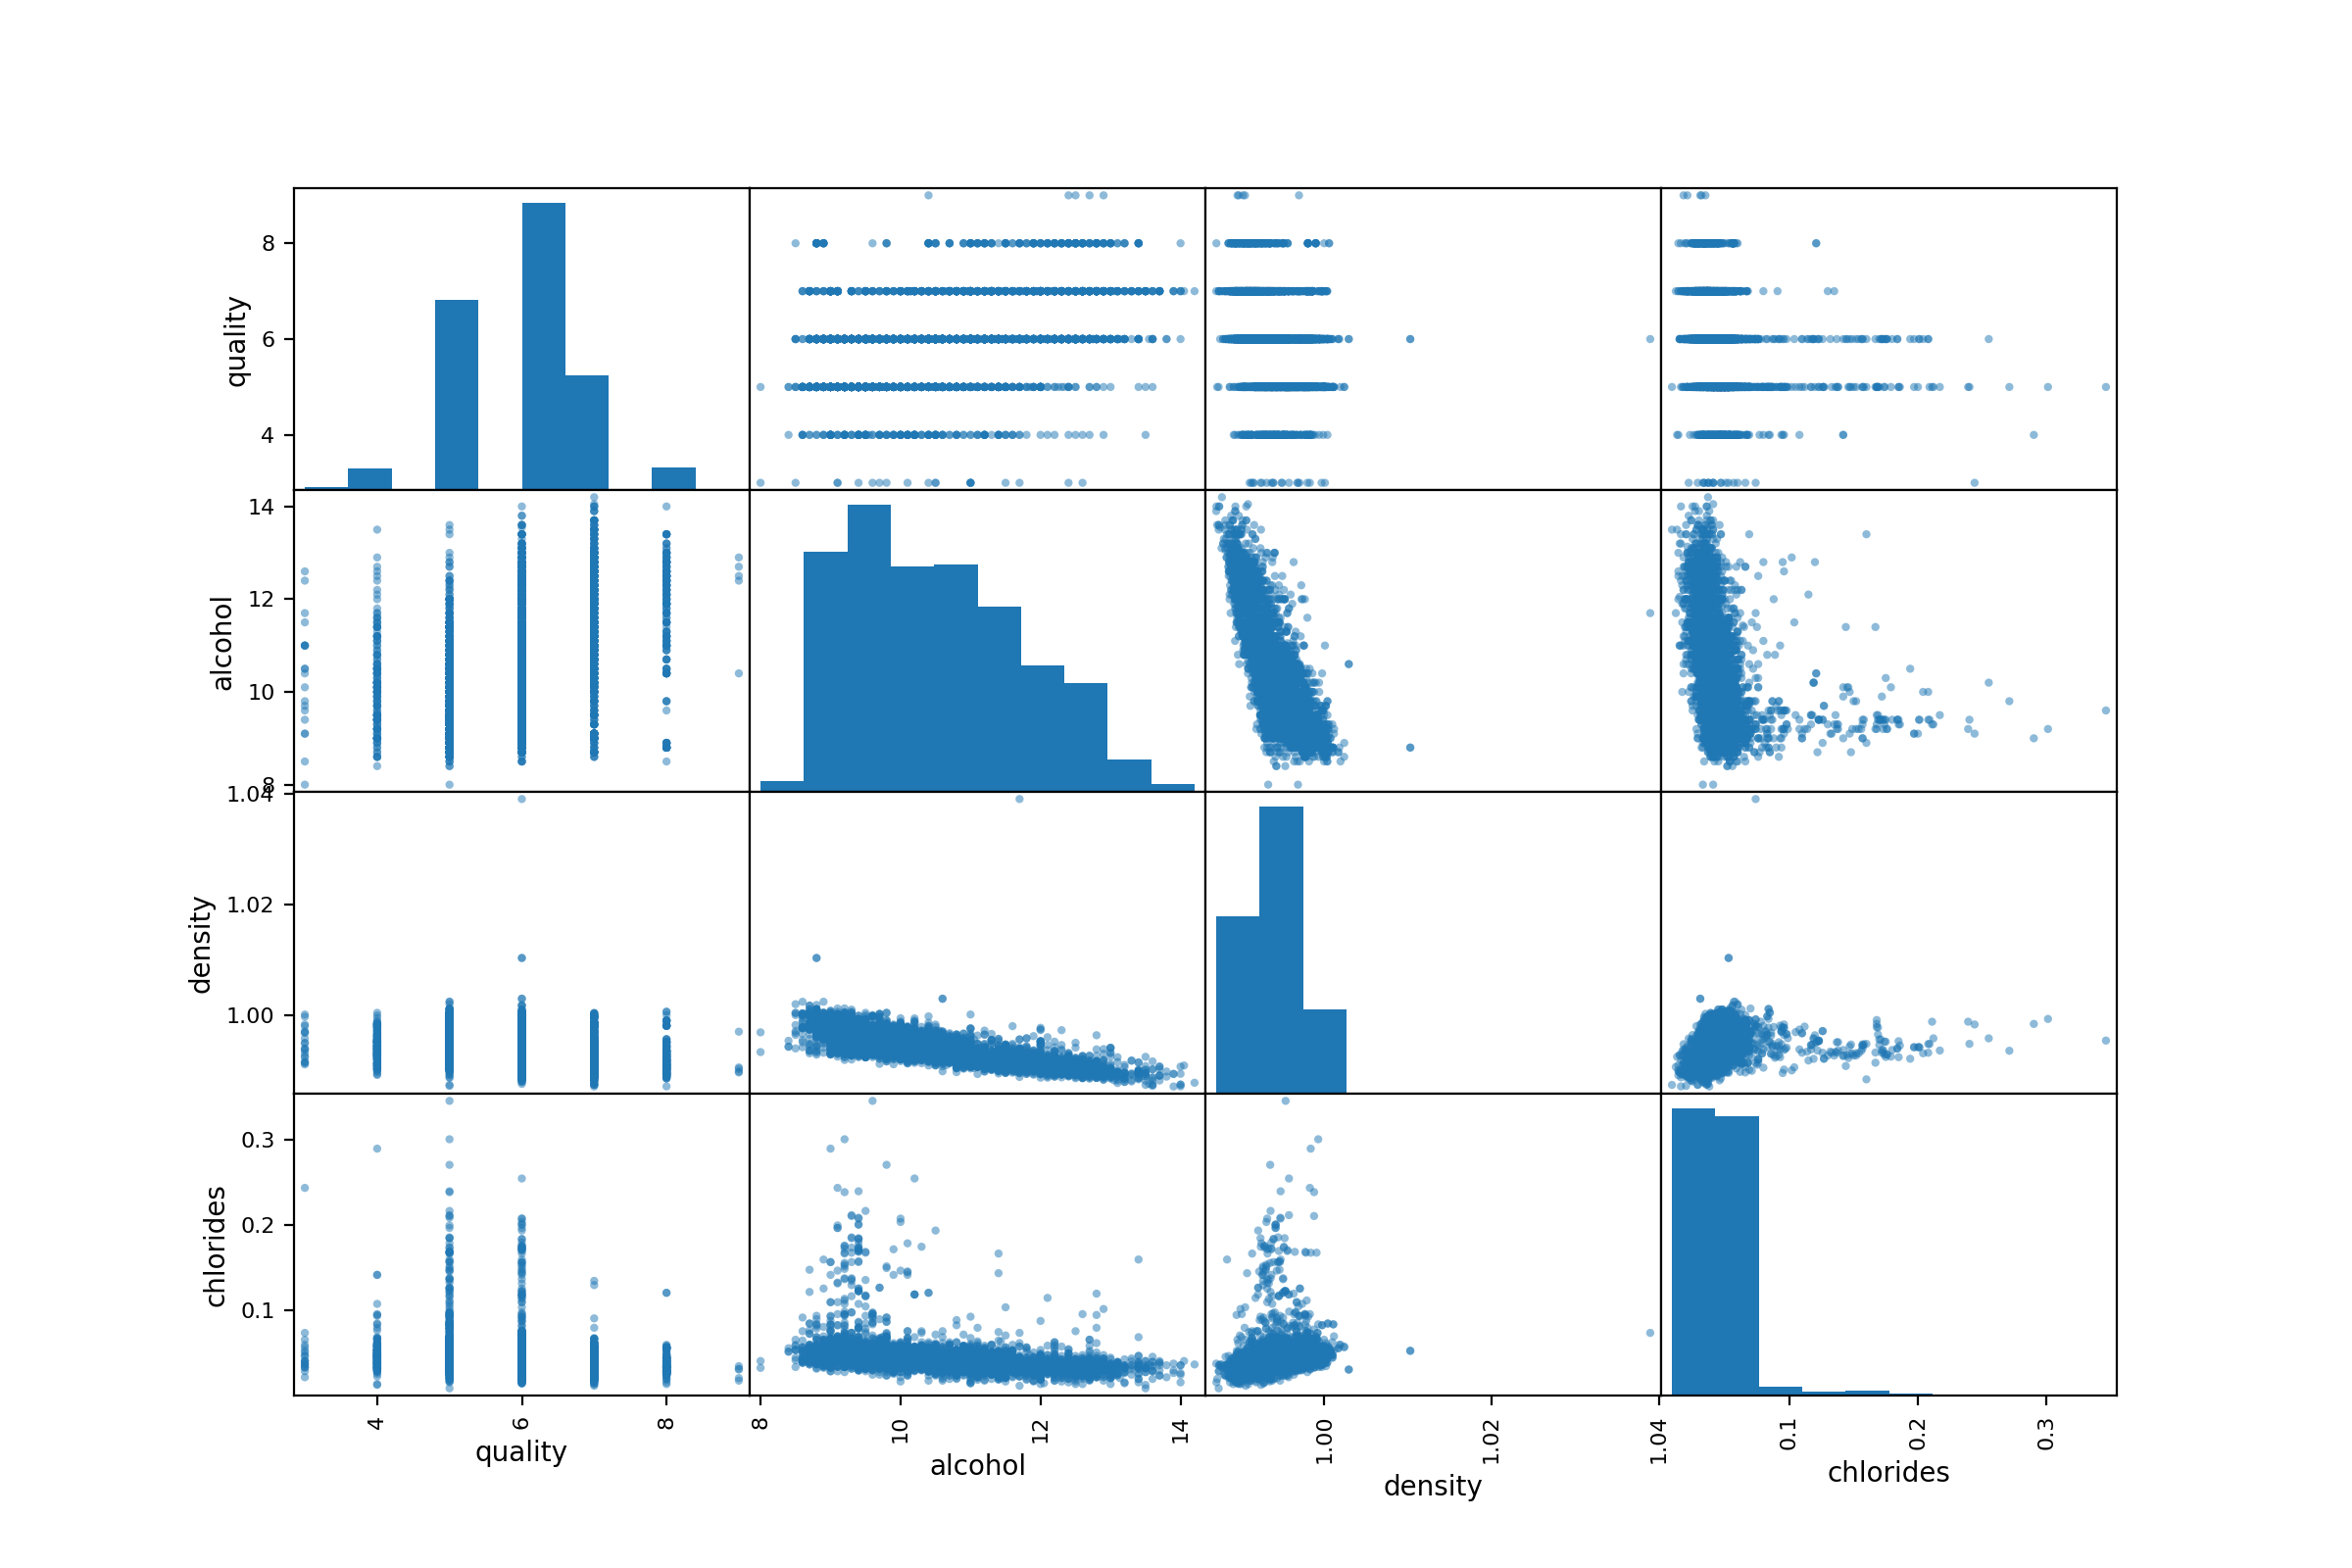 8
6
4
quality
14
12
10
8
alcohol
1.04
1.02
1.00
density
0.3
0.2
0.1
chlorides
4 6 8 8 10 12 14 1.00 1.02 1.04 0.1 0.2 0.3
quality alcohol density chlorides